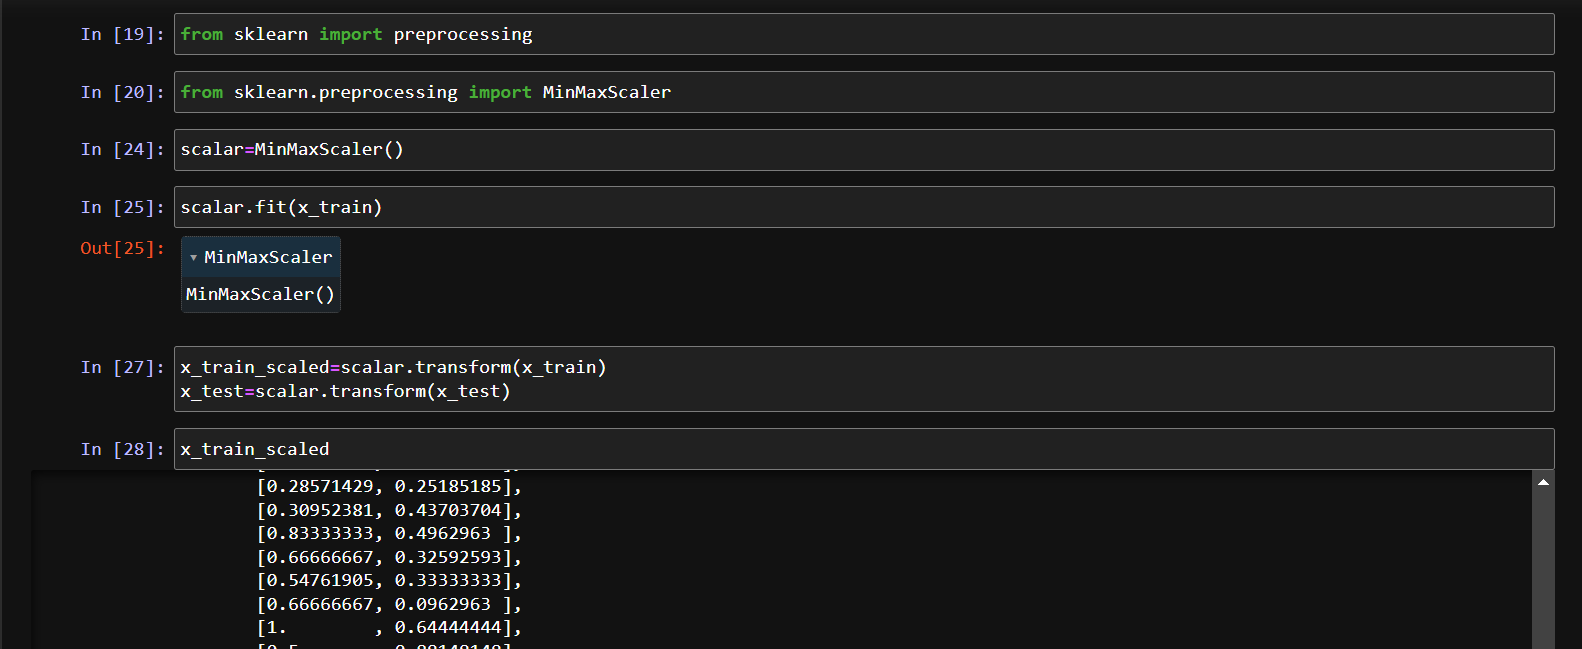 In [19]: from sklearn import preprocessing
In [20]: from sklearn.preprocessing import MinMaxScaler
In [24]: scalar=MinMaxScaler()
In [25]: scalar.fit(x_train)
Out[25]: ▾ MinMaxScaler
MinMaxScaler()
In [27]: x_train_scaled=scalar.transform(x_train)
x_test=scalar.transform(x_test)
In [28]: x_train_scaled
[0.28571429, 0.25185185],
[0.30952381, 0.43703704],
[0.83333333, 0.4962963 ],
[0.66666667, 0.32592593],
[0.54761905, 0.33333333],
[0.66666667, 0.0962963 ],
[1.        , 0.64444444],